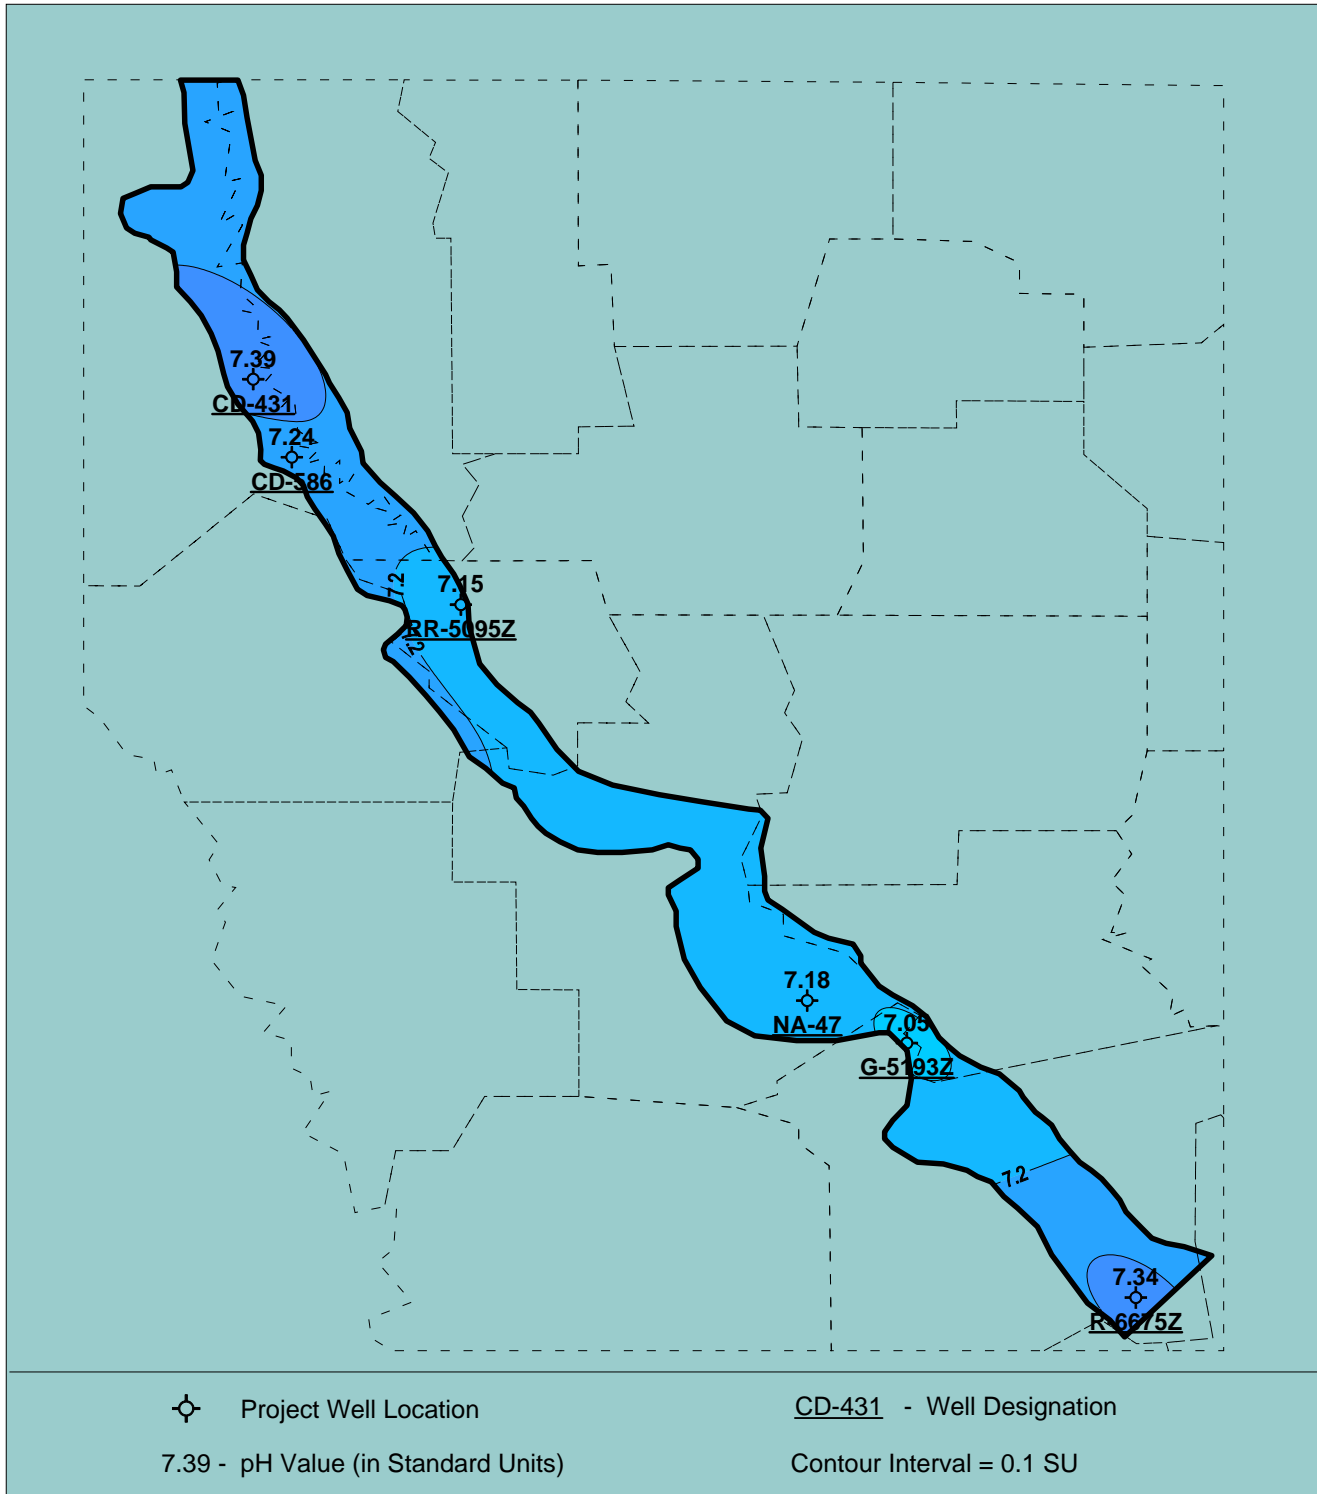 7.39
CD-431
7.24
CD-586
7.2
7.15
RR-5095Z
.2
7.18
NA-47
7.05
G-5193Z
7.2
7.34
R-6675Z
Project Well Location
CD-431 - Well Designation
7.39 - pH Value (in Standard Units)
Contour Interval = 0.1 SU